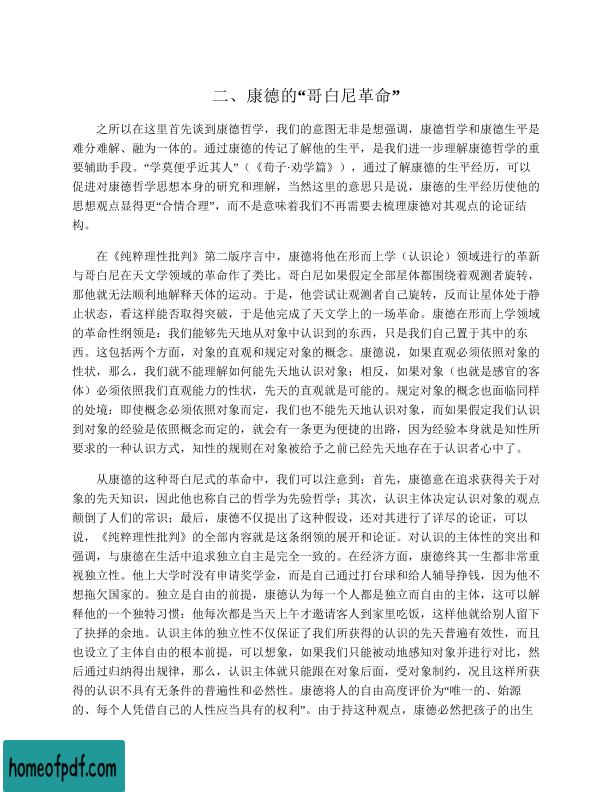 二、康德的“哥白尼革命”
之所以在这里首先谈到康德哲学，我们的意图无非是想强调，康德哲学和康德生平是
难分难解、融为一体的。通过康德的传记了解他的生平，是我们进一步理解康德哲学的重
要辅助手段。“学莫便乎近其人”（《荀子·劝学篇》），通过了解康德的生平经历，可以
促进对康德哲学思想本身的研究和理解，当然这里的意思只是说，康德的生平经历使他的
思想观点显得更“合情合理”，而不是意味着我们不再需要去梳理康德对其观点的论证结
构。
在《纯粹理性批判》第二版序言中，康德将他在形而上学（认识论）领域进行的革新
与哥白尼在天文学领域的革命作了类比。哥白尼如果假定全部星体都围绕着观测者旋转，
那他就无法顺利地解释天体的运动。于是，他尝试让观测者自己旋转，反而让星体处于静
止状态，看这样能否取得突破，于是他完成了天文学上的一场革命。康德在形而上学领域
的革命性纲领是：我们能够先天地从对象中认识到的东西，只是我们自己置于其中的东
西。这包括两个方面，对象的直观和规定对象的概念。康德说，如果直观必须依照对象的
性状，那么，我们就不能理解如何能先天地认识对象；相反，如果对象（也就是感官的客
体）必须依照我们直观能力的性状，先天的直观就是可能的。规定对象的概念也面临同样
的处境：即使概念必须依照对象而定，我们也不能先天地认识对象，而如果假定我们认识
到对象的经验是依照概念而定的，就会有一条更为便捷的出路，因为经验本身就是知性所
要求的一种认识方式，知性的规则在对象被给予之前已经先天地存在于认识者心中了。
从康德的这种哥白尼式的革命中，我们可以注意到：首先，康德意在追求获得关于对
象的先天知识，因此他也称自己的哲学为先验哲学；其次，认识主体决定认识对象的观点
颠倒了人们的常识；最后，康德不仅提出了这种假设，还对其进行了详尽的论证，可以
说，《纯粹理性批判》的全部内容就是这条纲领的展开和论证。对认识的主体性的突出和
强调，与康德在生活中追求独立自主是完全一致的。在经济方面，康德终其一生都非常重
视独立性。他上大学时没有申请奖学金，而是自己通过打台球和给人辅导挣钱，因为他不
想拖欠国家的。独立是自由的前提，康德认为每一个人都是独立而自由的主体，这可以解
释他的一个独特习惯：他每次都是当天上午才邀请客人到家里吃饭，这样他就给别人留下
了抉择的余地。认识主体的独立性不仅保证了我们所获得的认识的先天普遍有效性，而且
也设立了主体自由的根本前提，可以想象，如果我们只能被动地感知对象并进行对比，然
后通过归纳得出规律，那么，认识主体就只能跟在对象后面，受对象制约，况且这样所获
得的认识不具有无条件的普遍性和必然性。康德将人的自由高度评价为“唯一的、始源
的、每个人凭借自己的人性应当具有的权利”。由于持这种观点，康德必然把孩子的出生
homeofpdf.com